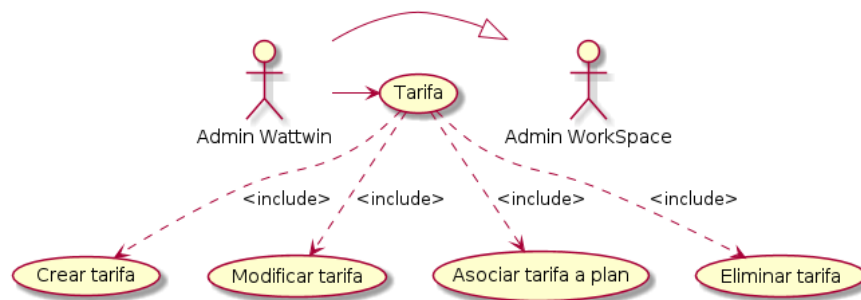 Tarifa
Admin Wattwin
Admin WorkSpace
<include>
<include>
<include>
<include>
Crear tarifa
Modificar tarifa
Asociar tarifa a plan
Eliminar tarifa